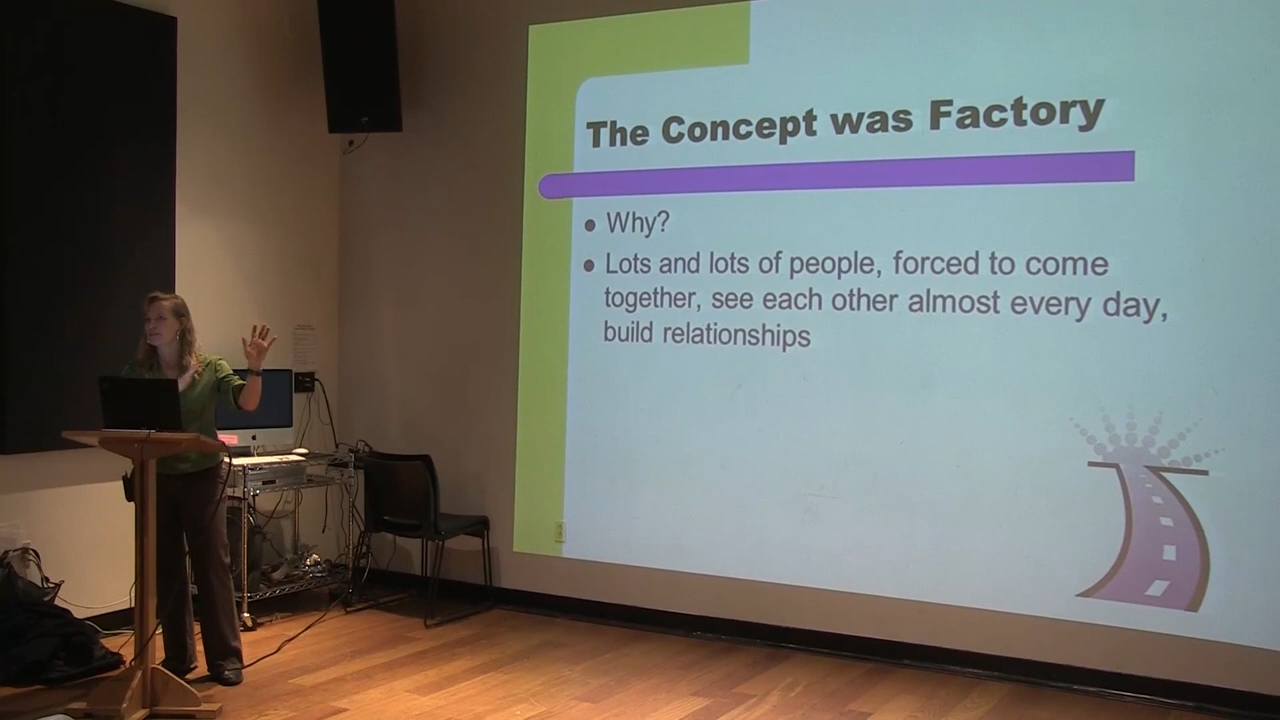 The Concept was Factory
Why?
Lots and lots of people, forced to come
together, see each other almost every day,
build relationships